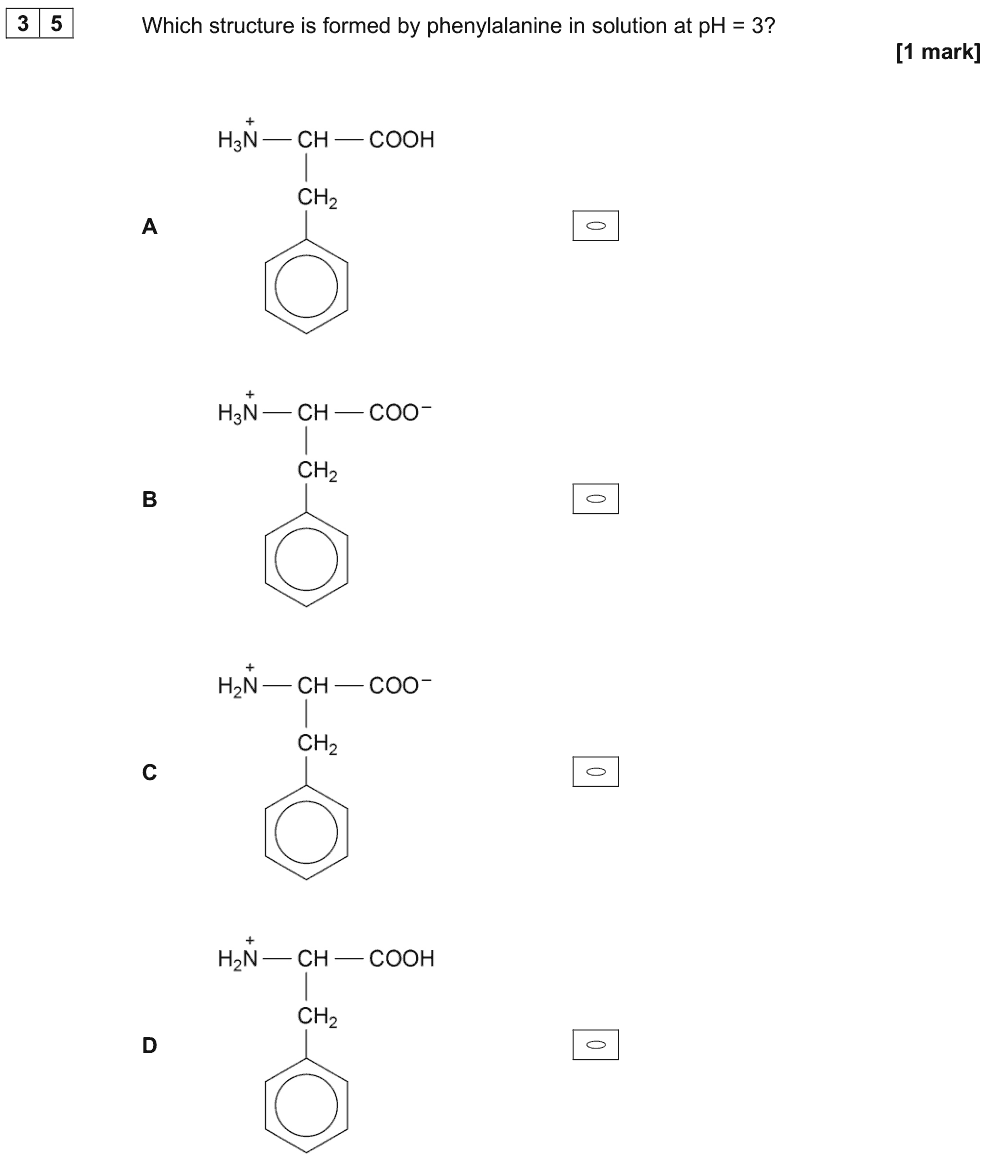 3 5 Which structure is formed by phenylalanine in solution at pH = 3?
[1 mark]
+
H₃N — CH — COOH
CH₂
A
+
H₃N — CH — COO⁻
CH₂
B
+
H₂N — CH — COO⁻
CH₂
C
+
H₂N — CH — COOH
CH₂
D